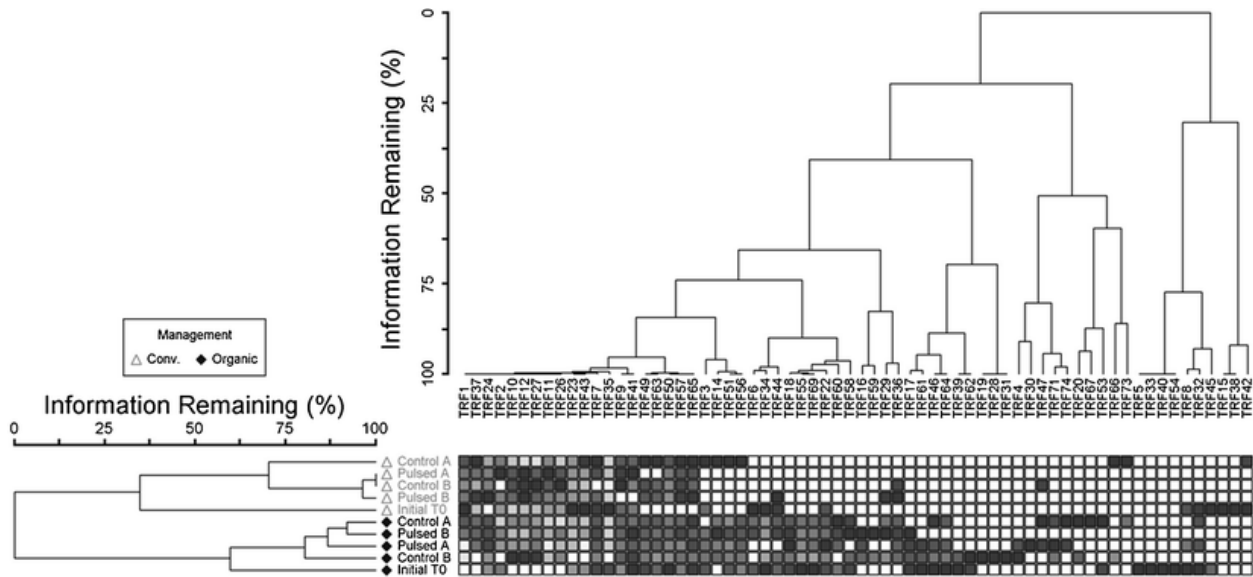 Information Remaining (%)
0
25
50
75
100
TRF1
TRF37
TRF24
TRF2
TRF10
TRF12
TRF27
TRF11
TRF26
TRF23
TRF43
TRF7
TRF35
TRF9
TRF41
TRF49
TRF63
TRF50
TRF57
TRF65
TRF3
TRF14
TRF51
TRF56
TRF6
TRF34
TRF44
TRF18
TRF55
TRF69
TRF22
TRF60
TRF58
TRF16
TRF59
TRF29
TRF36
TRF17
TRF61
TRF46
TRF64
TRF39
TRF62
TRF19
TRF28
TRF31
TRF4
TRF30
TRF47
TRF71
TRF74
TRF20
TRF67
TRF53
TRF66
TRF73
TRF5
TRF33
TRF40
TRF54
TRF8
TRF32
TRF45
TRF15
TRF38
TRF42
Management
Conv. Organic
Information Remaining (%)
0 25 50 75 100
Control A
Pulsed A
Control B
Pulsed B
Initial T0
Control A
Pulsed B
Pulsed A
Control B
Initial T0